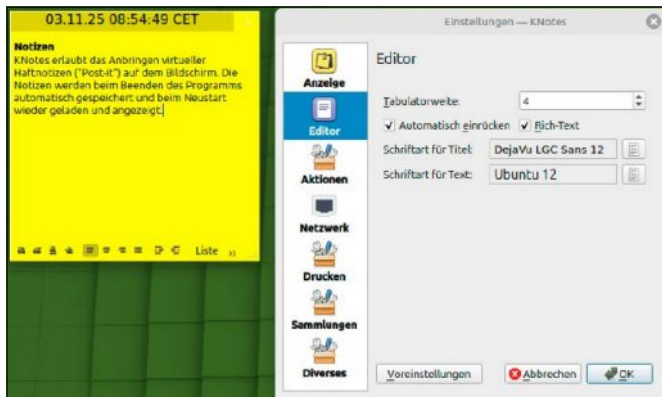 03.11.25 08:54:49 CET
Notizen
KNotes erlaubt das Anbringen virtueller
Haftnotizen ("Post-it") auf dem Bildschirm. Die
Notizen werden beim Beenden des Programms
automatisch gespeichert und beim Neustart
wieder geladen und angezeigt.
Liste
Einstellungen — KNotes
Anzeige
Editor
Aktionen
Netzwerk
Drucken
Sammlungen
Diverses
Editor
Tabulatorweite: 4
Automatisch einrücken Rich-Text
Schriftart für Titel: DejaVu LGC Sans 12
Schriftart für Text: Ubuntu 12
Voreinstellungen Abbrechen OK